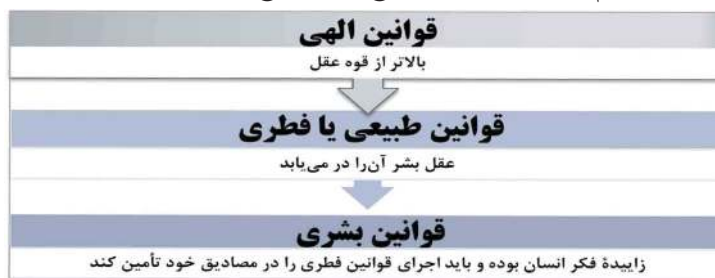 قوانین الهی
بالاتر از قوه عقل
قوانین طبیعی یا فطری
عقل بشر آن‌را در می‌یابد
قوانین بشری
زاییدهٔ فکر انسان بوده و باید اجرای قوانین فطری را در مصادیق خود تأمین کند